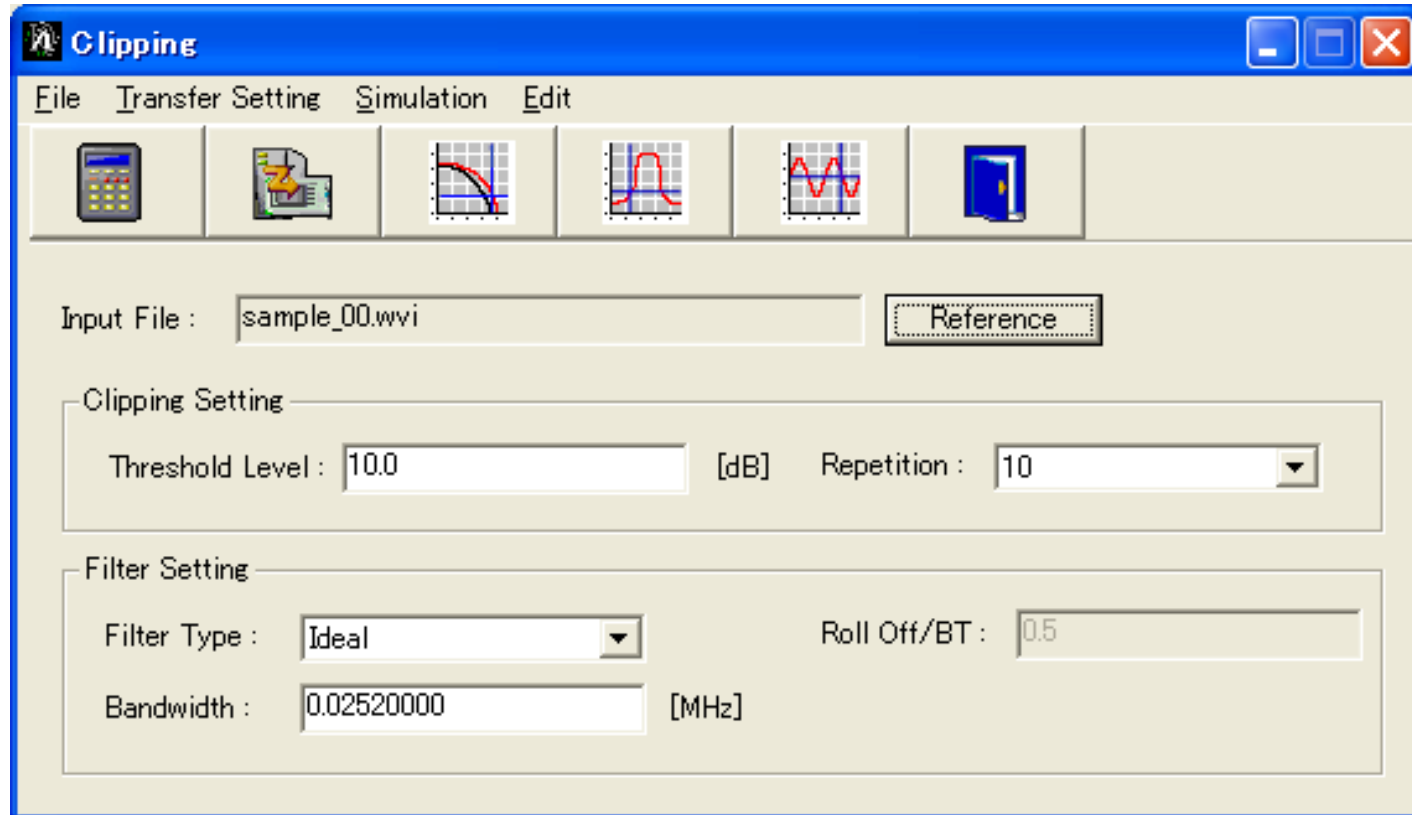 Clipping
File Transfer Setting Simulation Edit
Input File : sample_00.wvi Reference
Clipping Setting
Threshold Level : 10.0 [dB] Repetition : 10
Filter Setting
Filter Type : Ideal Roll Off/BT : 0.5
Bandwidth : 0.02520000 [MHz]